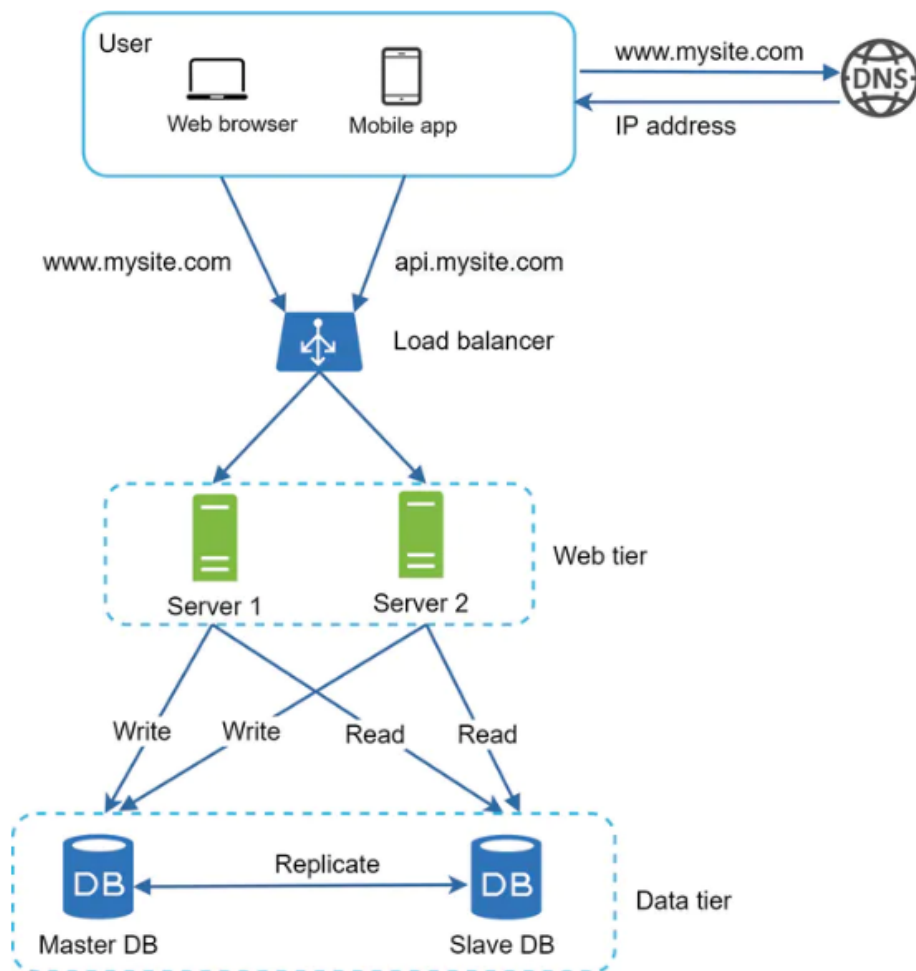 User
www.mysite.com
DNS
Web browser
Mobile app
IP address
www.mysite.com
api.mysite.com
Load balancer
Web tier
Server 1
Server 2
Write
Write
Read
Read
Replicate
DB
DB
Data tier
Master DB
Slave DB